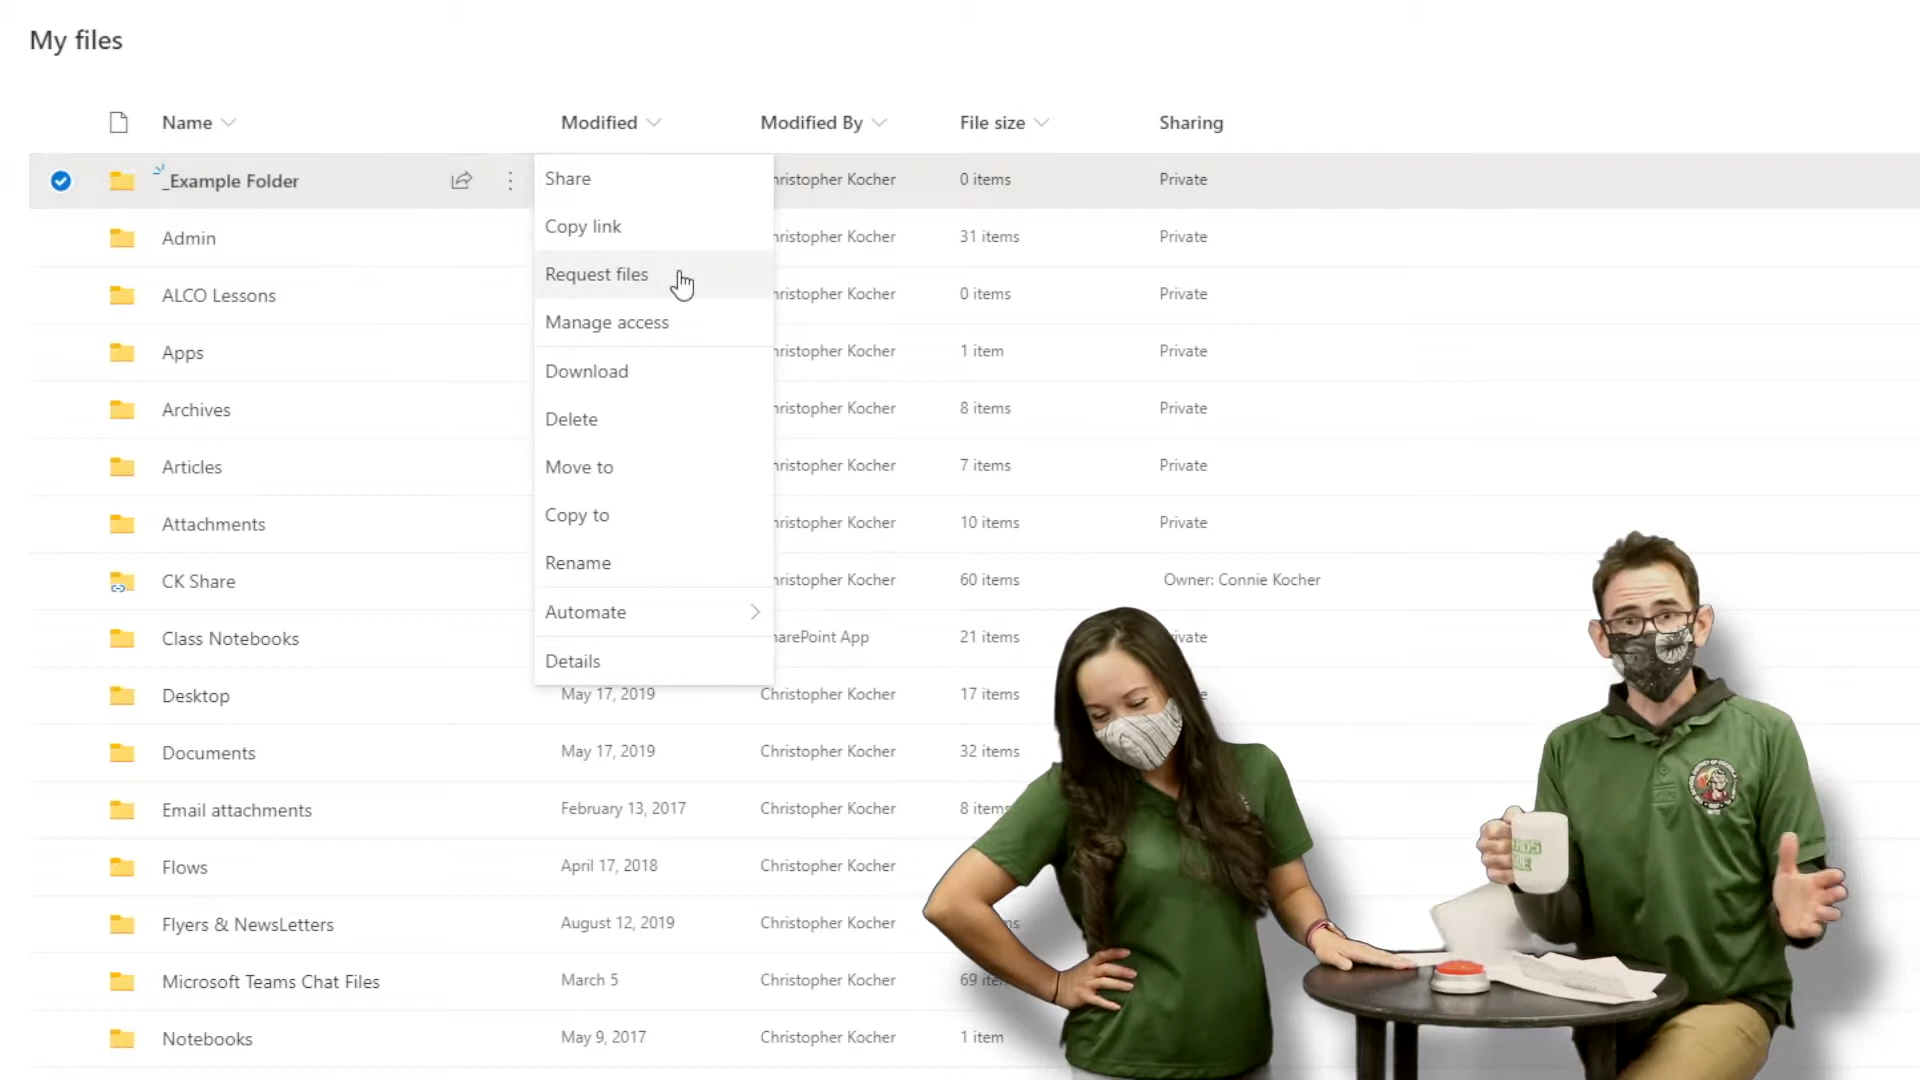 My files
Name Modified Modified By File size Sharing
_Example Folder Share Christopher Kocher 0 items Private
Copy link
Admin hristopher Kocher 31 items Private
Request files
ALCO Lessons hristopher Kocher 0 items Private
Manage access
Apps hristopher Kocher 1 item Private
Download
Archives hristopher Kocher 8 items Private
Delete
Articles hristopher Kocher 7 items Private
Move to
Attachments Copy to hristopher Kocher 10 items Private
Rename
CK Share hristopher Kocher 60 items Owner: Connie Kocher
Automate
Class Notebooks harePoint App 21 items ivate
Details
Desktop May 17, 2019 Christopher Kocher 17 items e
Documents May 17, 2019 Christopher Kocher 32 items
Email attachments February 13, 2017 Christopher Kocher 8 items
Flows April 17, 2018 Christopher Kocher
Flyers & NewsLetters August 12, 2019 Christopher Kocher ns
Microsoft Teams Chat Files March 5 Christopher Kocher 69 ite
Notebooks May 9, 2017 Christopher Kocher 1 item